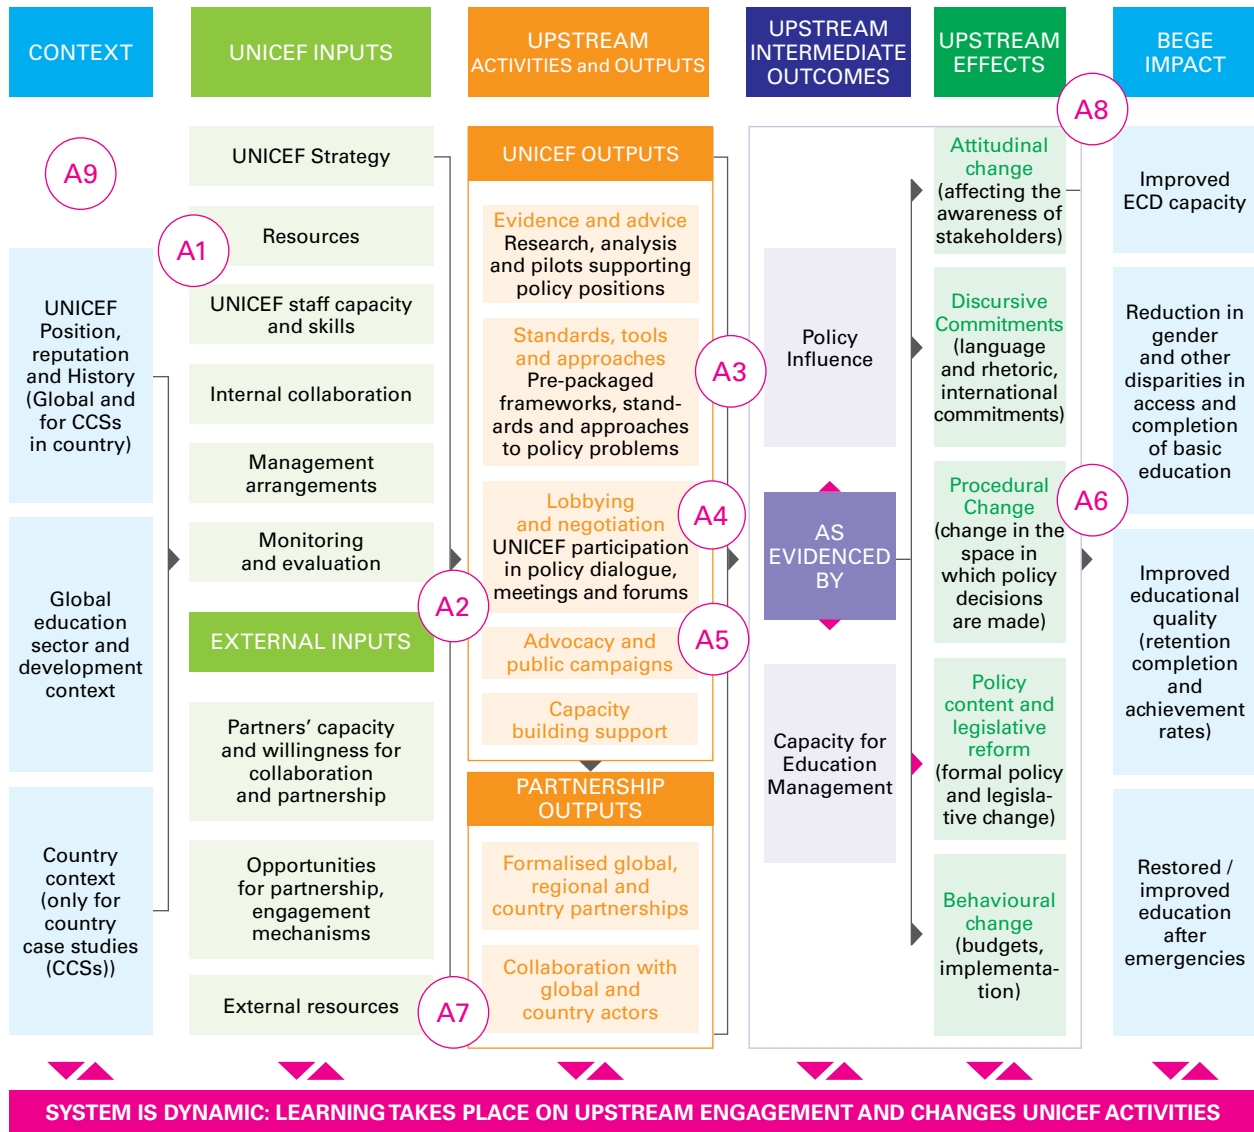 CONTEXT
UNICEF INPUTS
UPSTREAM
ACTIVITIES and OUTPUTS
UPSTREAM
INTERMEDIATE
OUTCOMES
UPSTREAM
EFFECTS
BEGE
IMPACT
A9
UNICEF
Position,
reputation
and History
(Global and
for CCSs
in country)
Global
education
sector and
development
context
Country
context
(only for
country
case studies
(CCSs))
A1
UNICEF Strategy
Resources
UNICEF staff capacity
and skills
Internal collaboration
Management
arrangements
Monitoring
and evaluation
EXTERNAL INPUTS
Partners’ capacity
and willingness for
collaboration
and partnership
Opportunities
for partnership,
engagement
mechanisms
External resources
A2
A7
UNICEF OUTPUTS
Evidence and advice
Research, analysis
and pilots supporting
policy positions
Standards, tools
and approaches
Pre-packaged
frameworks, stand-
ards and approaches
to policy problems
Lobbying
and negotiation
UNICEF participation
in policy dialogue,
meetings and forums
Advocacy and
public campaigns
Capacity
building support
PARTNERSHIP
OUTPUTS
Formalised global,
regional and
country partnerships
Collaboration with
global and
country actors
A3
A4
A5
Policy
Influence
AS
EVIDENCED
BY
Capacity for
Education
Management
Attitudinal
change
(affecting the
awareness of
stakeholders)
Discursive
Commitments
(language
and rhetoric,
international
commitments)
Procedural
Change
(change in the
space in
which policy
decisions
are made)
Policy
content and
legislative
reform
(formal policy
and legisla-
tive change)
Behavioural
change
(budgets,
implementa-
tion)
A8
A6
Improved
ECD capacity
Reduction in
gender
and other
disparities in
access and
completion
of basic
education
Improved
educational
quality
(retention
completion
and
achievement
rates)
Restored /
improved
education
after
emergencies
SYSTEM IS DYNAMIC: LEARNING TAKES PLACE ON UPSTREAM ENGAGEMENT AND CHANGES UNICEF ACTIVITIES